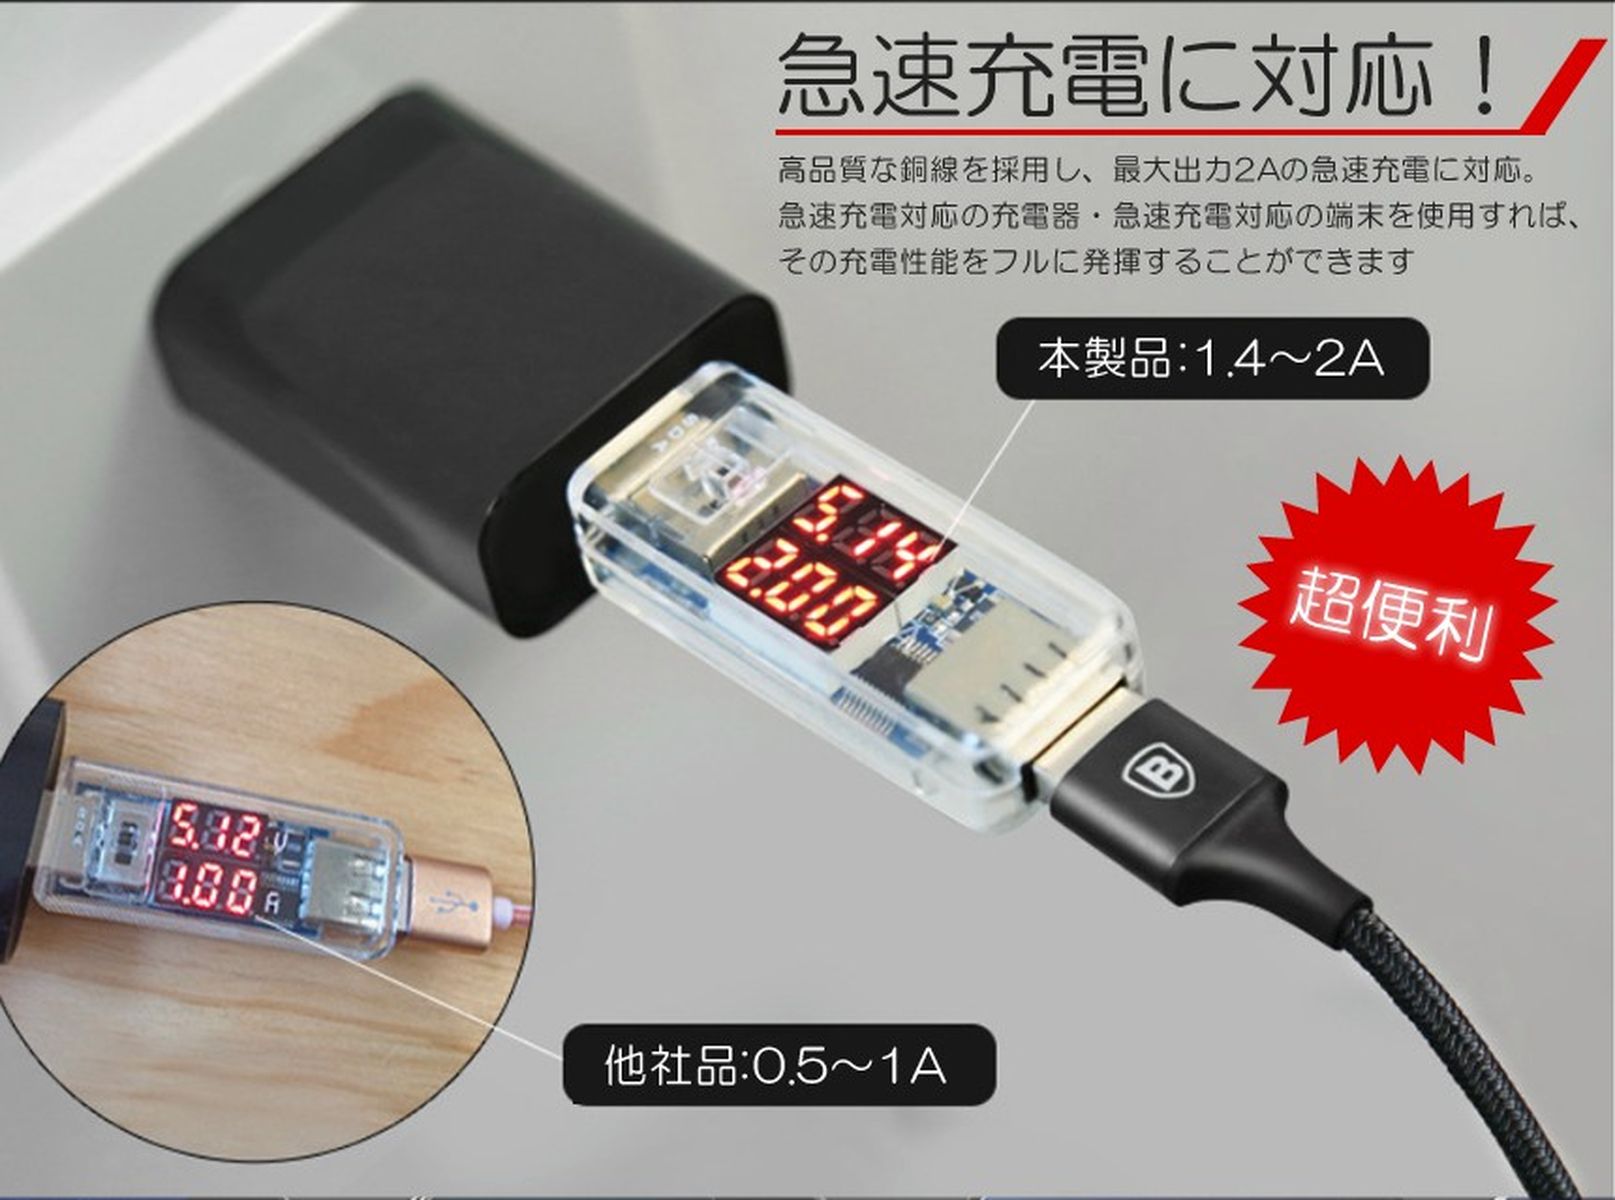 急速充電に対応！
高品質な銅線を採用し、最大出力2Aの急速充電に対応。
急速充電対応の充電器・急速充電対応の端末を使用すれば、
その充電性能をフルに発揮することができます
本製品:1.4〜2A
5.14
2.00
超便利
B
5.12 V
1.00 A
他社品:0.5〜1A